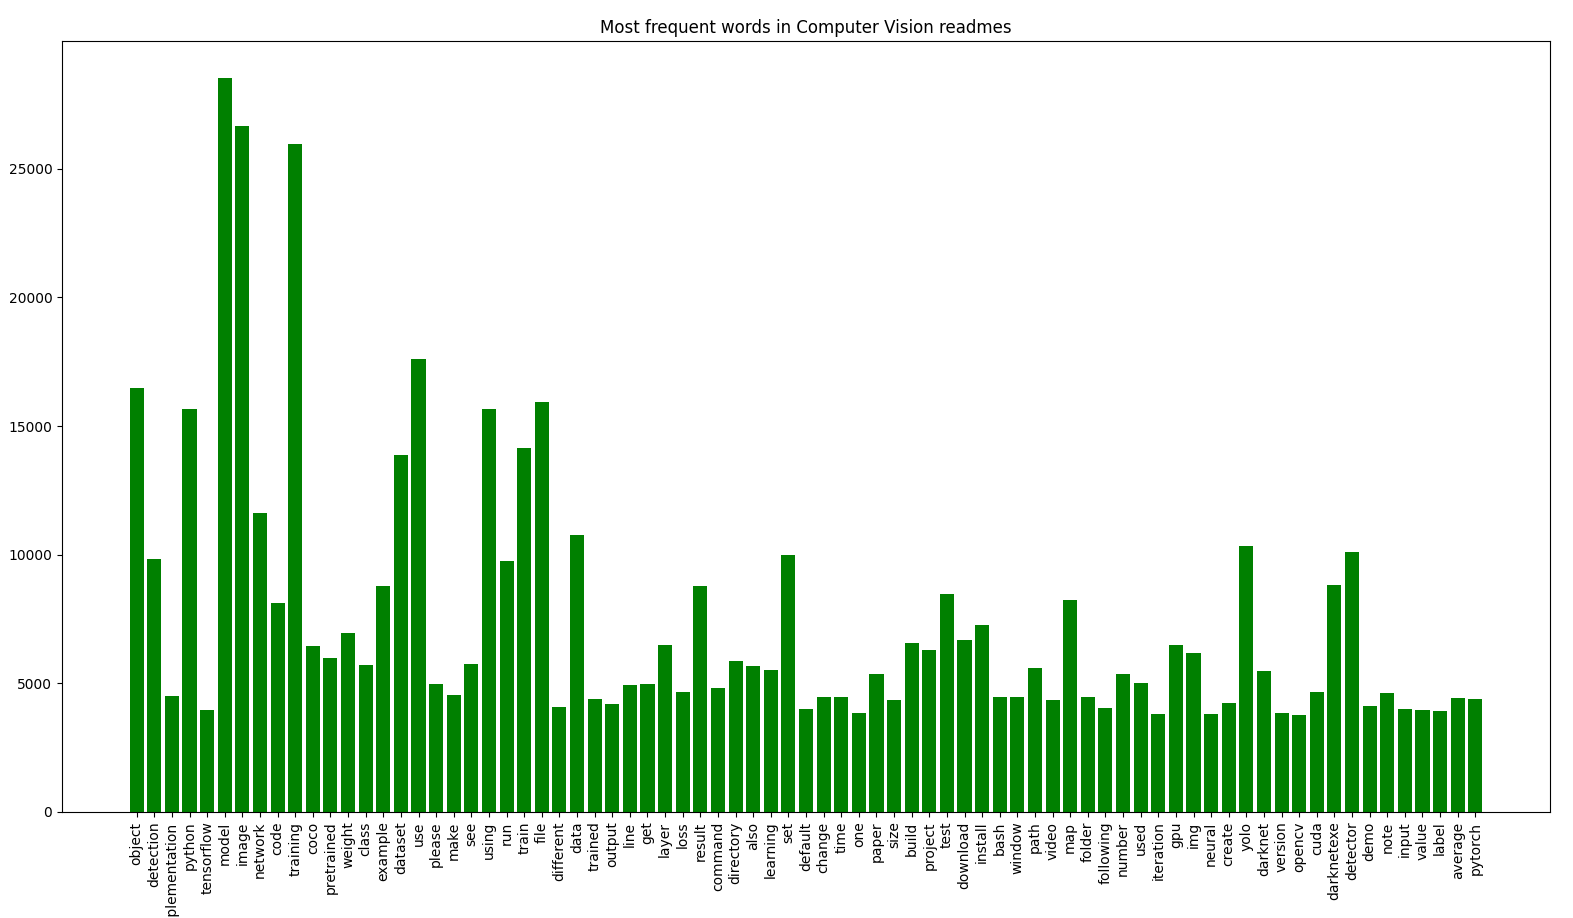 Most frequent words in Computer Vision readmes
25000
20000
15000
10000
5000
0
object
detection
plementation
python
tensorflow
model
image
network
code
training
coco
pretrained
weight
class
example
dataset
use
please
make
see
using
run
train
file
different
data
trained
output
line
get
layer
loss
result
command
directory
also
learning
set
default
change
time
one
paper
size
build
project
test
download
install
bash
window
path
video
map
folder
following
number
used
iteration
gpu
img
neural
create
yolo
darknet
version
opencv
cuda
darknetexe
detector
demo
note
input
value
label
average
pytorch